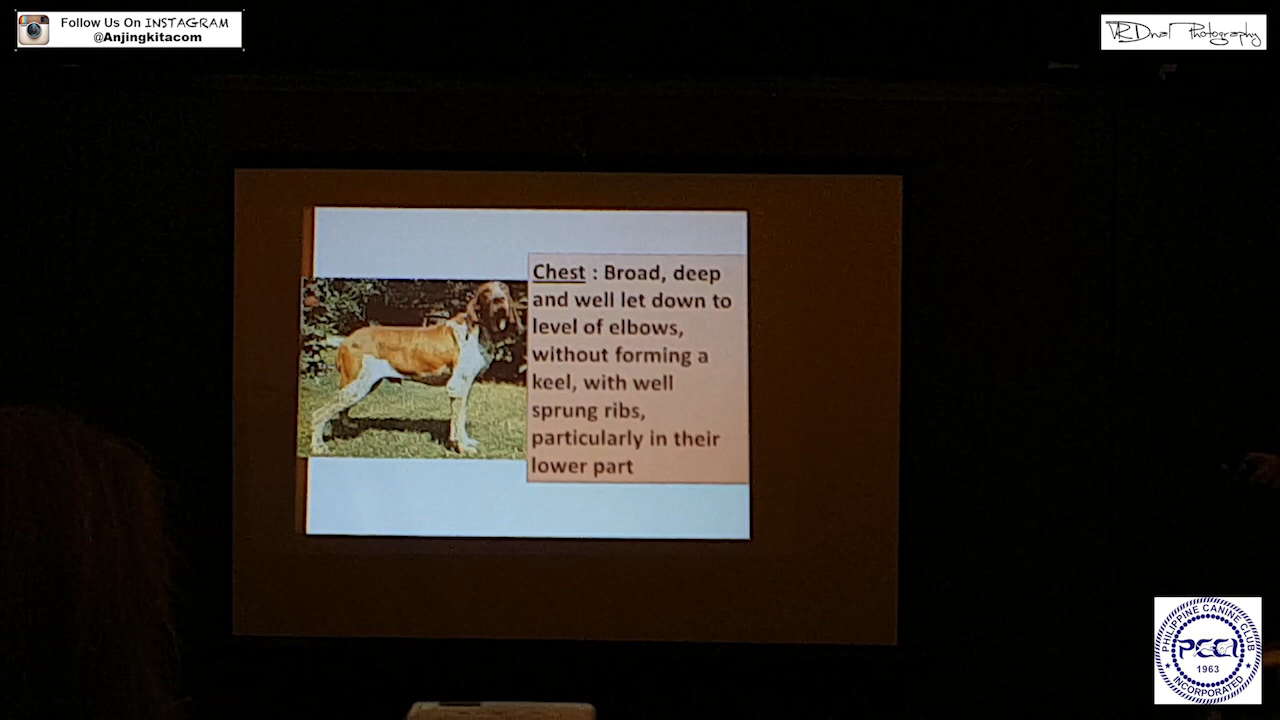 Follow Us On INSTAGRAM
@Anjingkitacom
VRDnal Photography
Chest : Broad, deep
and well let down to
level of elbows,
without forming a
keel, with well
sprung ribs,
particularly in their
lower part
PHILIPPINE CANINE CLUB
PCCI
1963
INCORPORATED